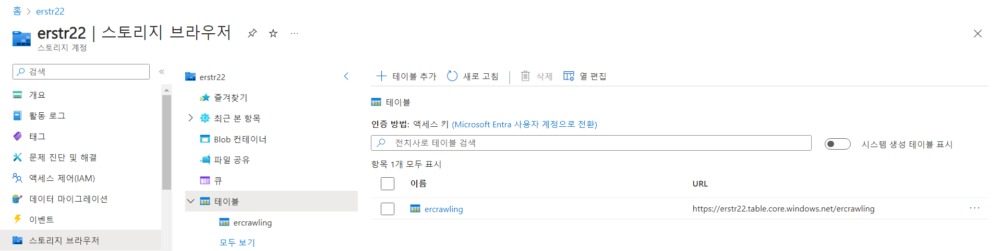 홈 > erstr22
erstr22 | 스토리지 브라우저
스토리지 계정
검색
개요
활동 로그
태그
문제 진단 및 해결
액세스 제어(IAM)
데이터 마이그레이션
이벤트
스토리지 브라우저
erstr22
즐겨찾기
최근 본 항목
Blob 컨테이너
파일 공유
큐
테이블
ercrawling
모두 보기
테이블 추가 새로 고침 삭제 열 편집
테이블
인증 방법: 액세스 키 (Microsoft Entra 사용자 계정으로 전환)
전치사로 테이블 검색 시스템 생성 테이블 표시
항목 1개 모두 표시
이름 URL
ercrawling https://erstr22.table.core.windows.net/ercrawling